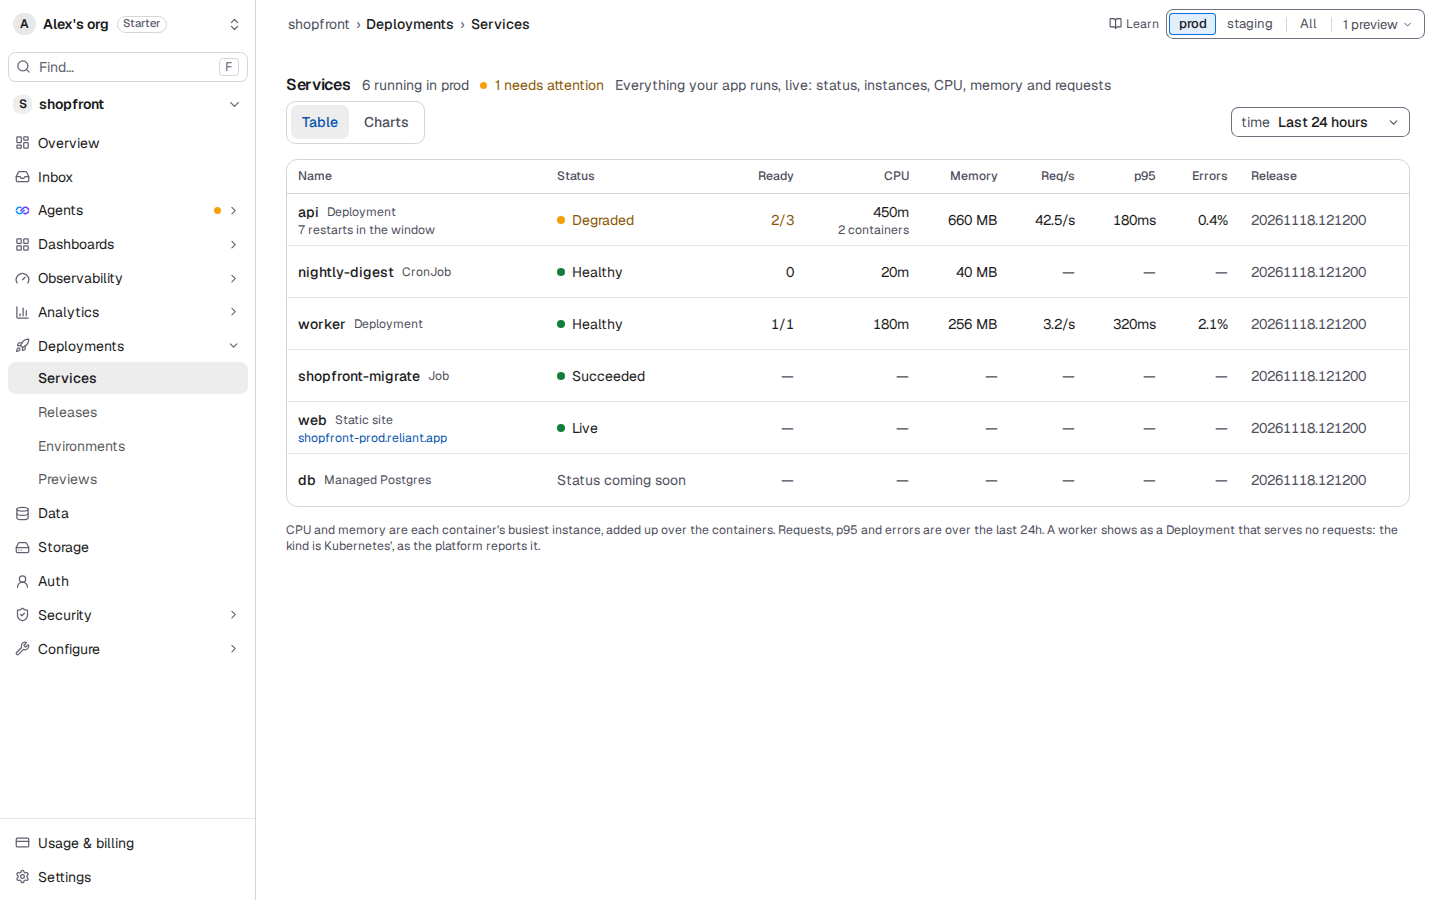 A Alex's org Starter
Find... F
S shopfront
Overview
Inbox
Agents
Dashboards
Observability
Analytics
Deployments
Services
Releases
Environments
Previews
Data
Storage
Auth
Security
Configure
Usage & billing
Settings
shopfront › Deployments › Services
Learn prod staging All 1 preview
Services 6 running in prod 1 needs attention Everything your app runs, live: status, instances, CPU, memory and requests
Table Charts
time Last 24 hours
Name Status Ready CPU Memory Req/s p95 Errors Release
api Deployment Degraded 2/3 450m 660 MB 42.5/s 180ms 0.4% 20261118.121200
7 restarts in the window 2 containers
nightly-digest CronJob Healthy 0 20m 40 MB — — — 20261118.121200
worker Deployment Healthy 1/1 180m 256 MB 3.2/s 320ms 2.1% 20261118.121200
shopfront-migrate Job Succeeded — — — — — — 20261118.121200
web Static site Live — — — — — — 20261118.121200
shopfront-prod.reliant.app
db Managed Postgres Status coming soon — — — — — — 20261118.121200
CPU and memory are each container's busiest instance, added up over the containers. Requests, p95 and errors are over the last 24h. A worker shows as a Deployment that serves no requests: the
kind is Kubernetes', as the platform reports it.